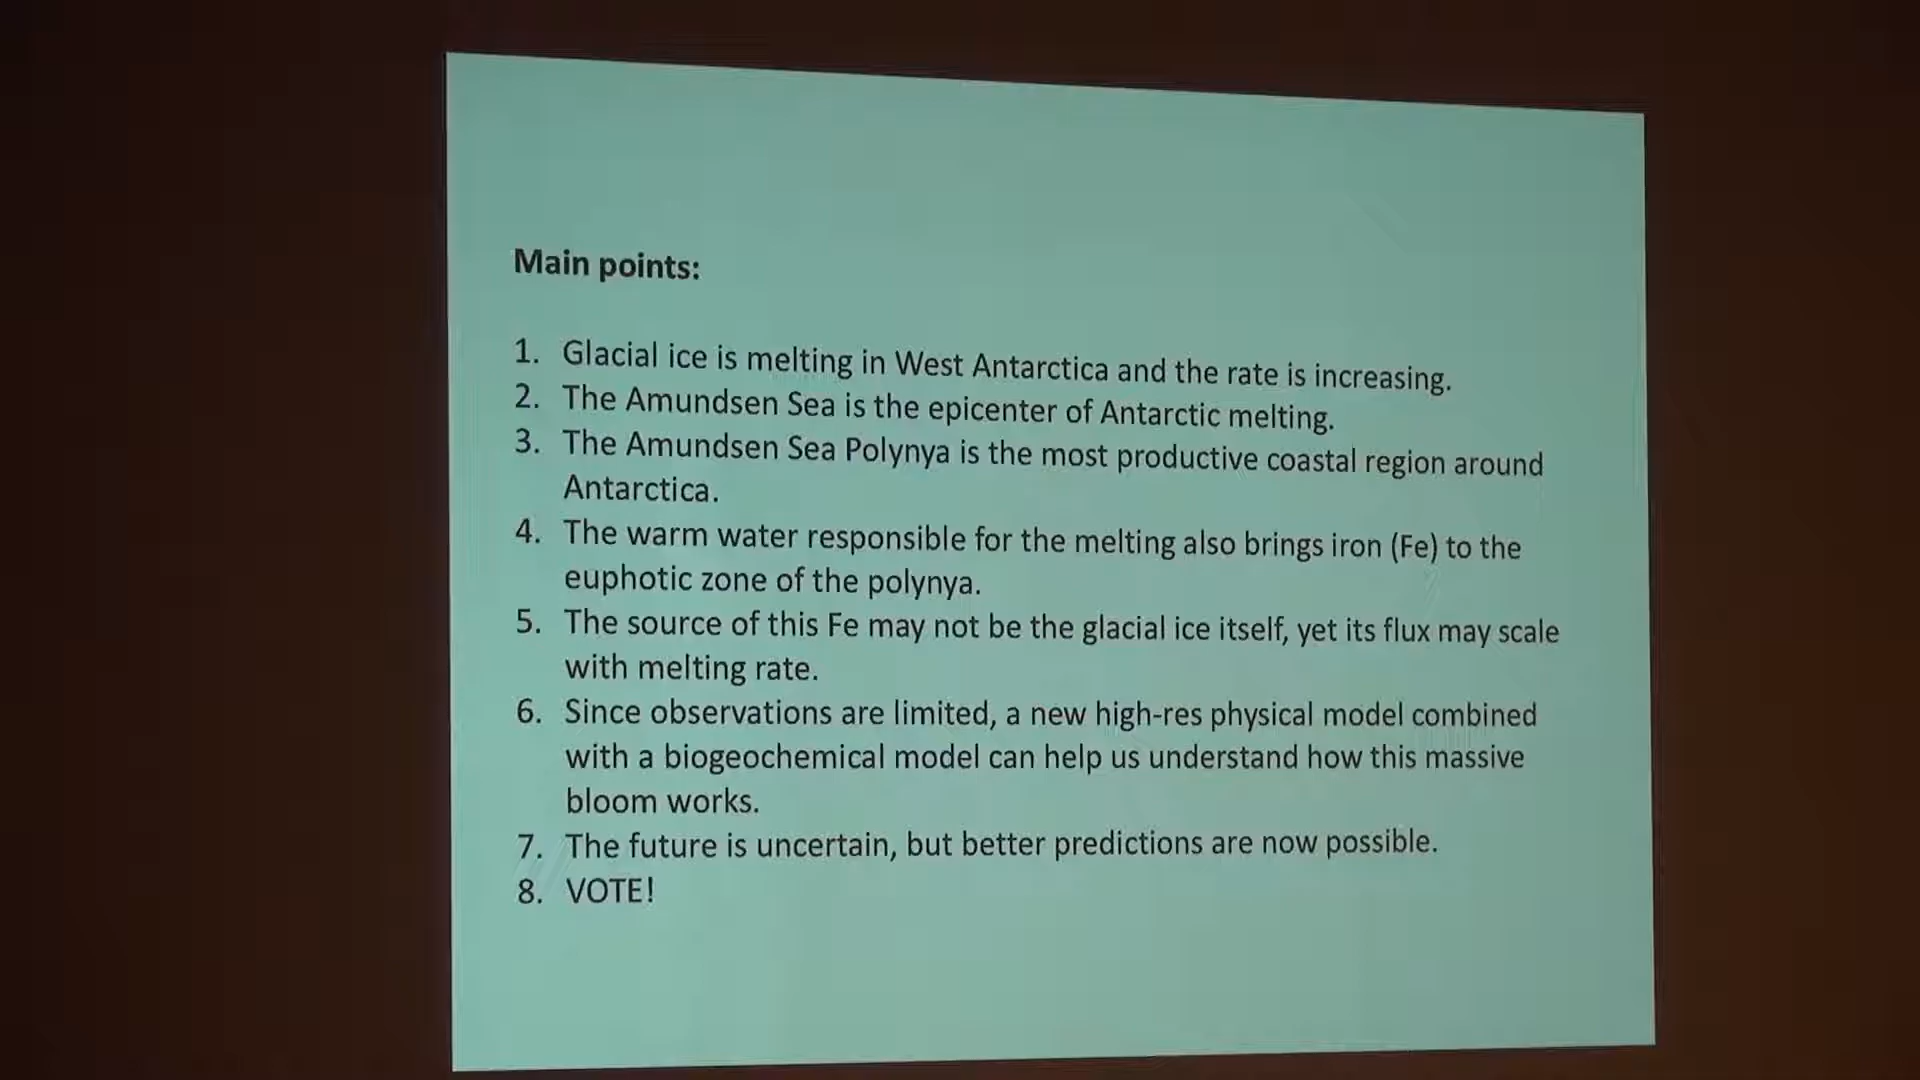 Main points:
1. Glacial ice is melting in West Antarctica and the rate is increasing.
2. The Amundsen Sea is the epicenter of Antarctic melting.
3. The Amundsen Sea Polynya is the most productive coastal region around
Antarctica.
4. The warm water responsible for the melting also brings iron (Fe) to the
euphotic zone of the polynya.
5. The source of this Fe may not be the glacial ice itself, yet its flux may scale
with melting rate.
6. Since observations are limited, a new high-res physical model combined
with a biogeochemical model can help us understand how this massive
bloom works.
7. The future is uncertain, but better predictions are now possible.
8. VOTE!